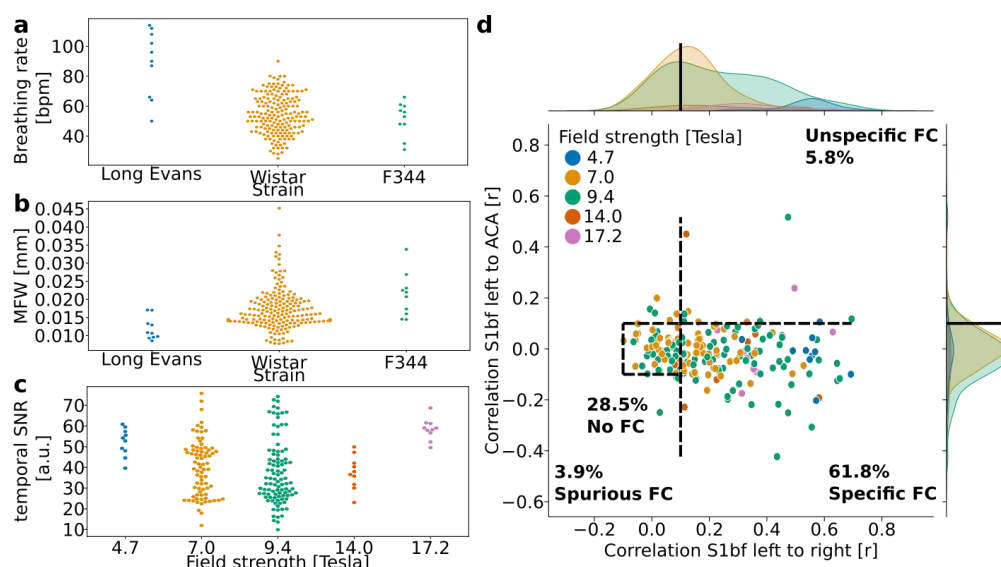 a
Breathing rate
[bpm]
100
80
60
40
Long Evans
Wistar
F344
Strain
b
MFW [mm]
0.045
0.040
0.035
0.030
0.025
0.020
0.015
0.010
Long Evans
Wistar
F344
Strain
c
temporal SNR
[a.u.]
70
60
50
40
30
20
10
4.7
7.0
9.4
14.0
17.2
Field strength [Tesla]
d
Field strength [Tesla]
4.7
7.0
9.4
14.0
17.2
Unspecific FC
5.8%
28.5%
No FC
3.9%
Spurious FC
61.8%
Specific FC
Correlation S1bf left to ACA [r]
0.8
0.6
0.4
0.2
0.0
−0.2
−0.4
−0.6
−0.2
0.0
0.2
0.4
0.6
0.8
Correlation S1bf left to right [r]